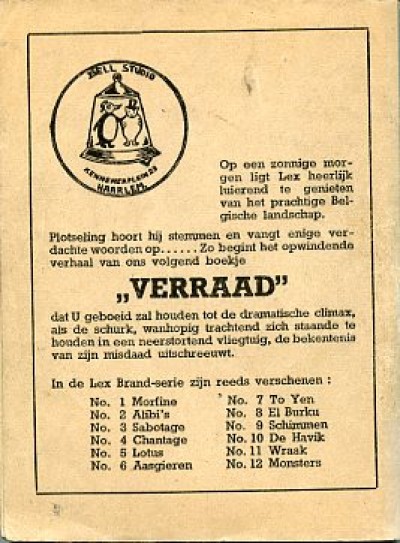 BELL STUDIO
KENNEMERPLEIN 23
HAARLEM.
Op een zonnige mor-
gen ligt Lex heerlijk
luierend te genieten
van het prachtige Bel-
gische landschap.
Plotseling hoort hij stemmen en vangt enige ver-
dachte woorden op...... Zo begint het opwindende
verhaal van ons volgend boekje
„VERRAAD"
dat U geboeid zal houden tot de dramatische climax,
als de schurk, wanhopig trachtend zich staande te
houden in een neerstortend vliegtuig, de bekentenis
van zijn misdaad uitschreeuwt.
In de Lex Brand-serie zijn reeds verschenen :
No. 1 Morfine
No. 2 Alibi's
No. 3 Sabotage
No. 4 Chantage
No. 5 Lotus
No. 6 Aasgieren
No. 7 To Yen
No. 8 El Burku
No. 9 Schimmen
No. 10 De Havik
No. 11 Wraak
No. 12 Monsters